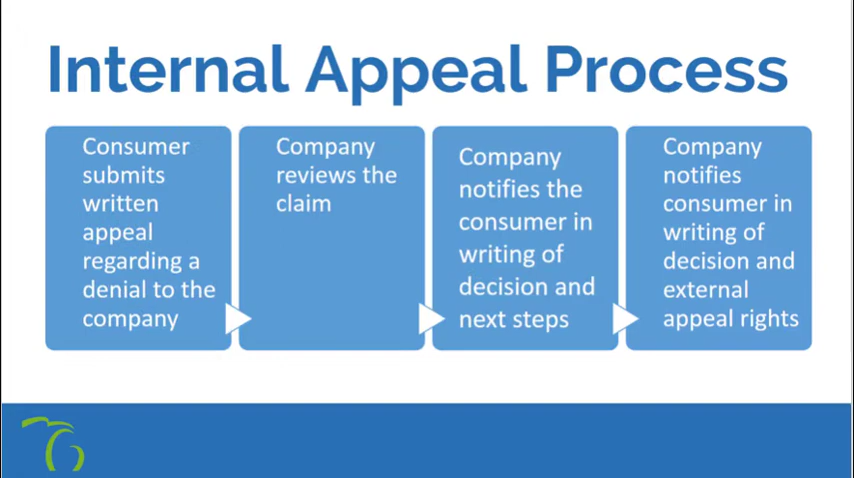 Internal Appeal Process
Consumer
submits
written
appeal
regarding a
denial to the
company
Company
reviews the
claim
Company
notifies the
consumer in
writing of
decision and
next steps
Company
notifies
consumer in
writing of
decision and
external
appeal rights